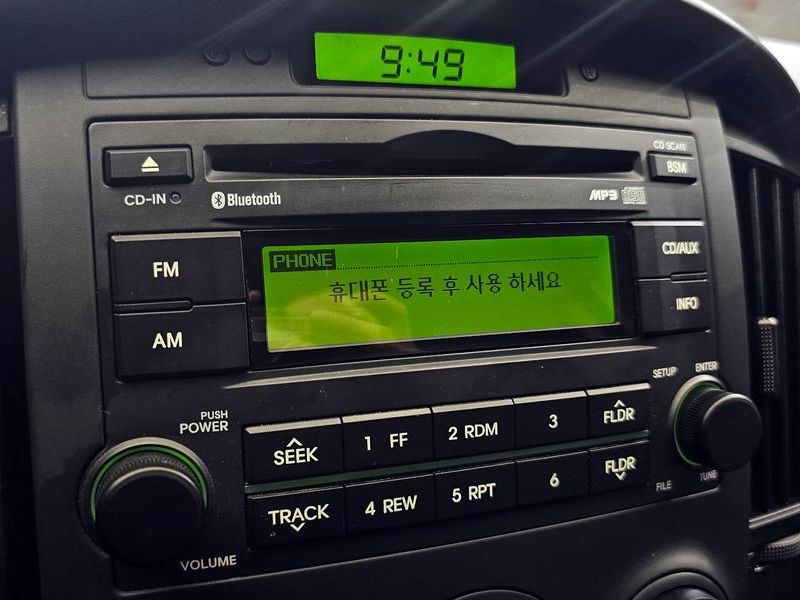 9:49
CD SCAN
BSM
CD-IN
Bluetooth
MP3
FM
AM
PHONE
휴대폰 등록 후 사용 하세요
CD/AUX
INFO
PUSH
POWER
VOLUME
SEEK
1 FF
2 RDM
3
FLDR
TRACK
4 REW
5 RPT
6
FLDR
SETUP
ENTER
FILE
TUNE